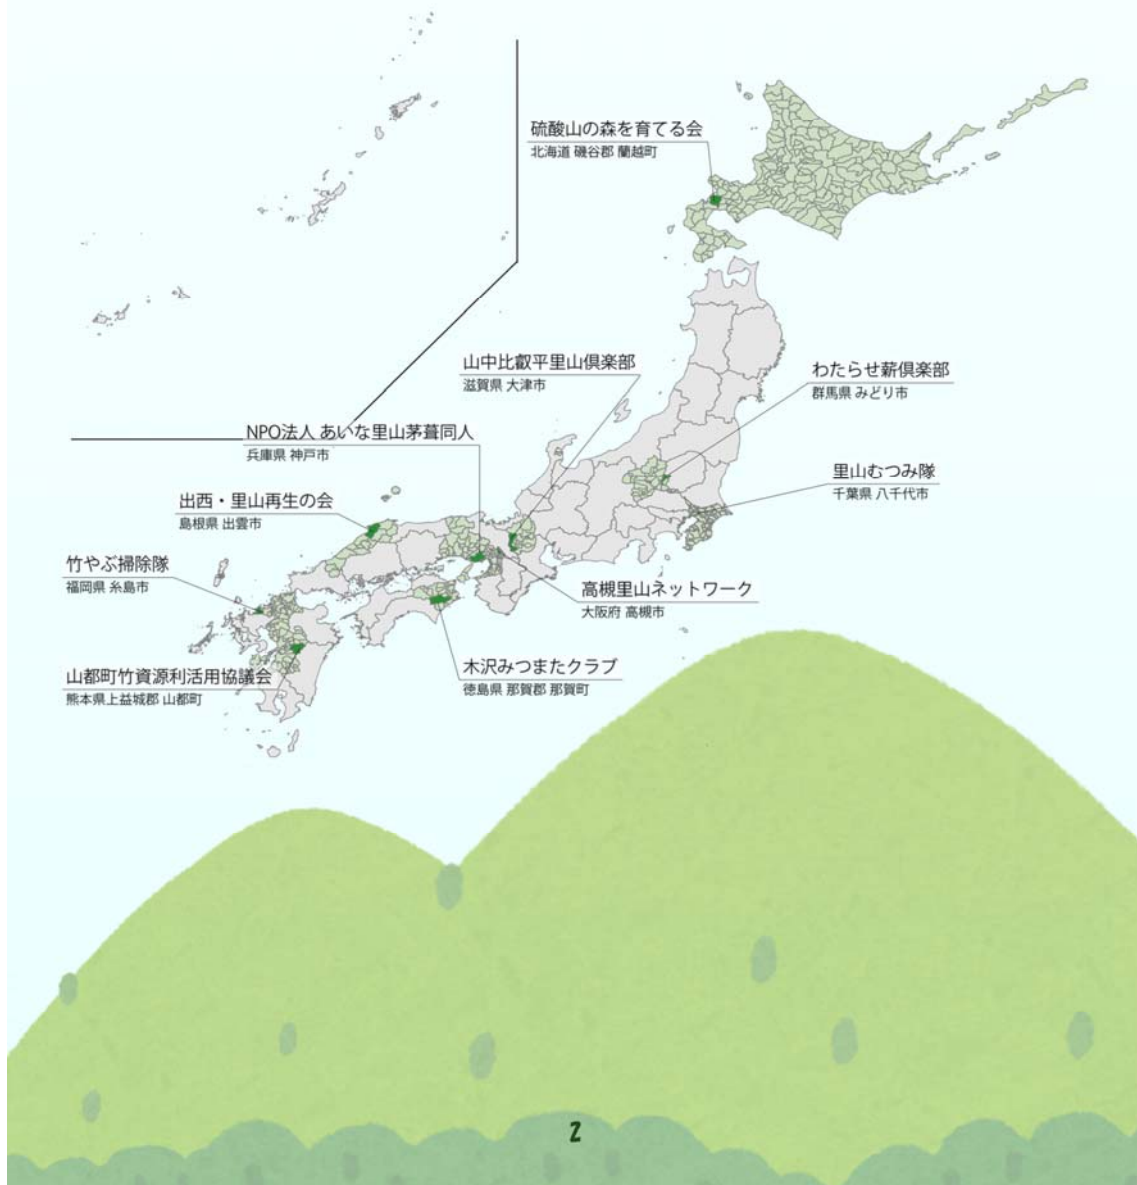 硫酸山の森を育てる会
北海道 磯谷郡 蘭越町
山中比叡平里山倶楽部
滋賀県 大津市
わたらせ薪倶楽部
群馬県 みどり市
NPO法人 あいな里山茅葺同人
兵庫県 神戸市
里山むつみ隊
千葉県 八千代市
出西・里山再生の会
島根県 出雲市
竹やぶ掃除隊
福岡県 糸島市
高槻里山ネットワーク
大阪府 高槻市
木沢みつまたクラブ
徳島県 那賀郡 那賀町
山都町竹資源利活用協議会
熊本県上益城郡 山都町
2